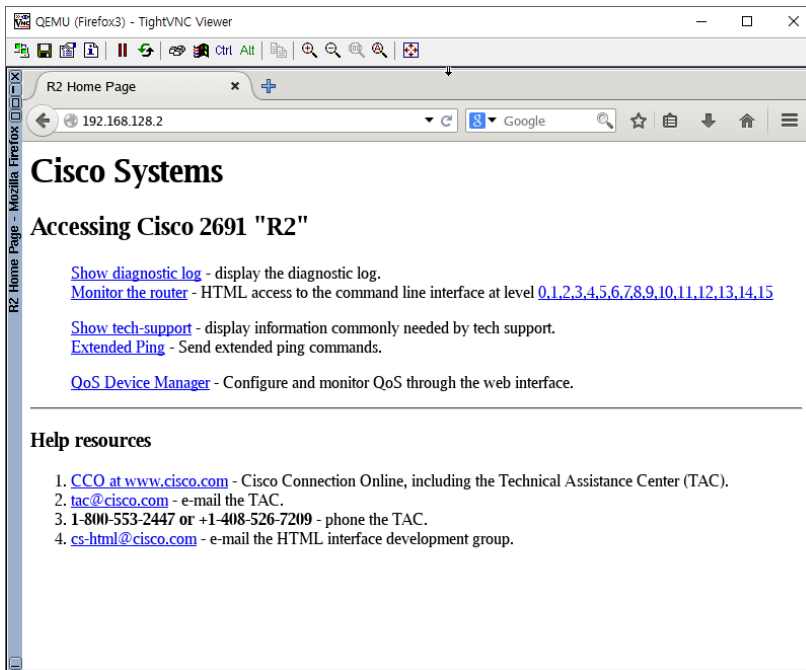 QEMU (Firefox3) - TightVNC Viewer
Ctrl Alt
R2 Home Page - Mozilla Firefox
R2 Home Page
192.168.128.2
Google
Cisco Systems
Accessing Cisco 2691 "R2"
Show diagnostic log - display the diagnostic log.
Monitor the router - HTML access to the command line interface at level 0,1,2,3,4,5,6,7,8,9,10,11,12,13,14,15
Show tech-support - display information commonly needed by tech support.
Extended Ping - Send extended ping commands.
QoS Device Manager - Configure and monitor QoS through the web interface.
Help resources
1. CCO at www.cisco.com - Cisco Connection Online, including the Technical Assistance Center (TAC).
2. tac@cisco.com - e-mail the TAC.
3. 1-800-553-2447 or +1-408-526-7209 - phone the TAC.
4. cs-html@cisco.com - e-mail the HTML interface development group.